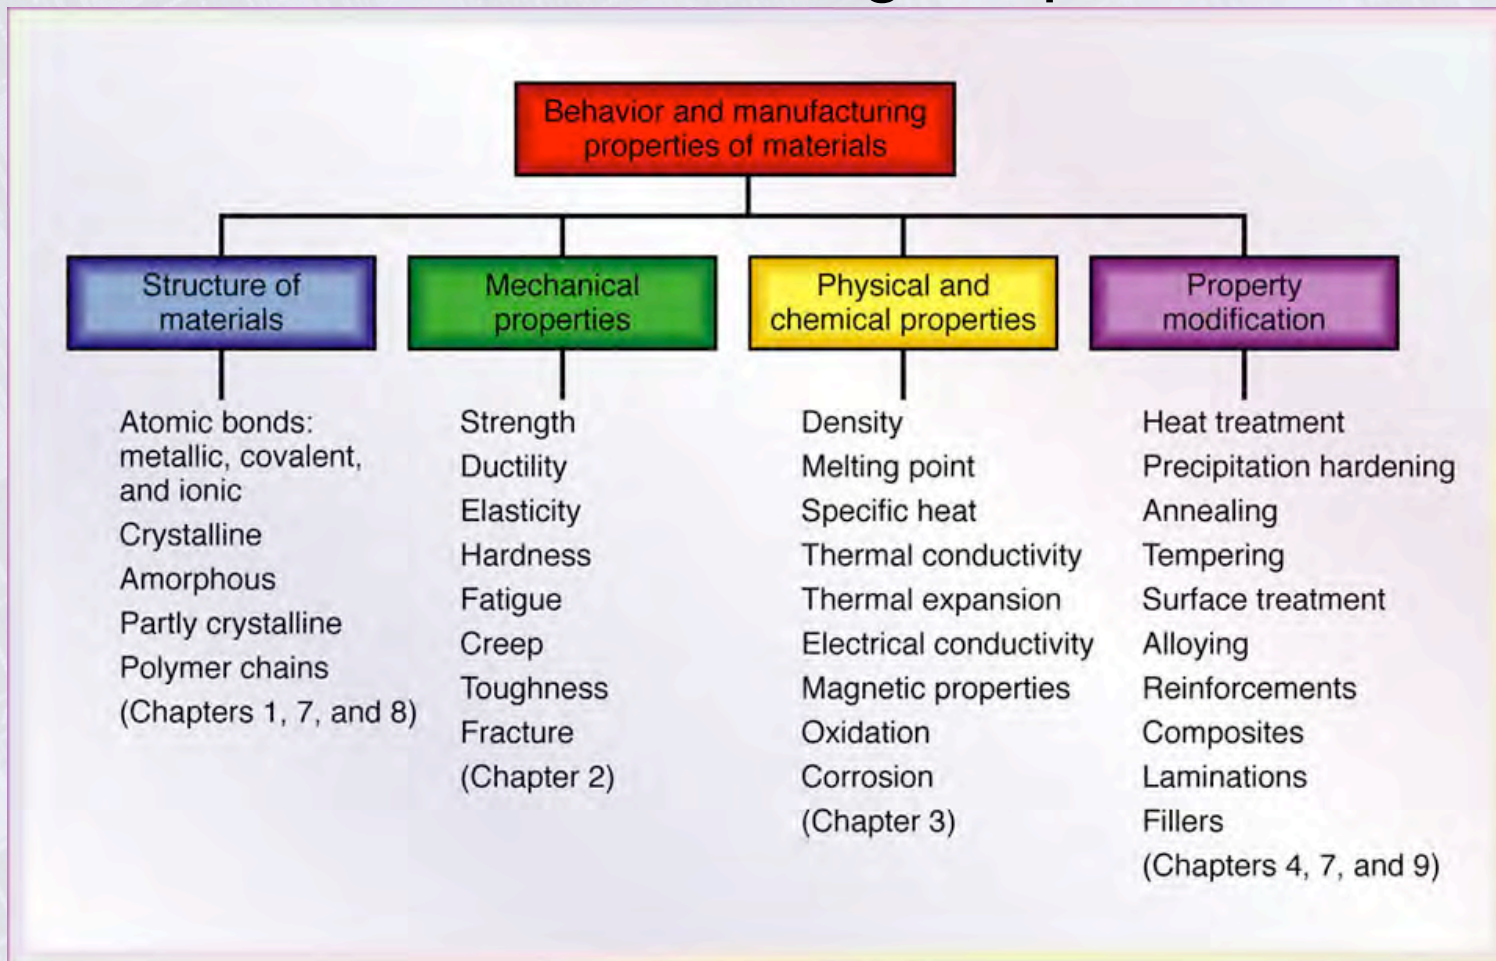 Behavior and manufacturing
properties of materials
Structure of
materials
Atomic bonds:
metallic, covalent,
and ionic
Crystalline
Amorphous
Partly crystalline
Polymer chains
(Chapters 1, 7, and 8)
Mechanical
properties
Strength
Ductility
Elasticity
Hardness
Fatigue
Creep
Toughness
Fracture
(Chapter 2)
Physical and
chemical properties
Density
Melting point
Specific heat
Thermal conductivity
Thermal expansion
Electrical conductivity
Magnetic properties
Oxidation
Corrosion
(Chapter 3)
Property
modification
Heat treatment
Precipitation hardening
Annealing
Tempering
Surface treatment
Alloying
Reinforcements
Composites
Laminations
Fillers
(Chapters 4, 7, and 9)